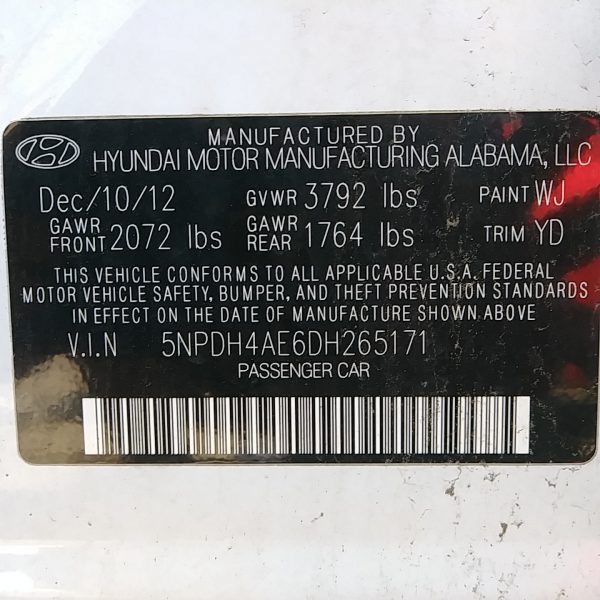 MANUFACTURED BY
HYUNDAI MOTOR MANUFACTURING ALABAMA, LLC
Dec/10/12 GVWR 3792 lbs PAINT WJ
GAWR FRONT 2072 lbs GAWR REAR 1764 lbs TRIM YD
THIS VEHICLE CONFORMS TO ALL APPLICABLE U.S.A. FEDERAL
MOTOR VEHICLE SAFETY, BUMPER, AND THEFT PREVENTION STANDARDS
IN EFFECT ON THE DATE OF MANUFACTURE SHOWN ABOVE
V.I.N 5NPDH4AE6DH265171
PASSENGER CAR